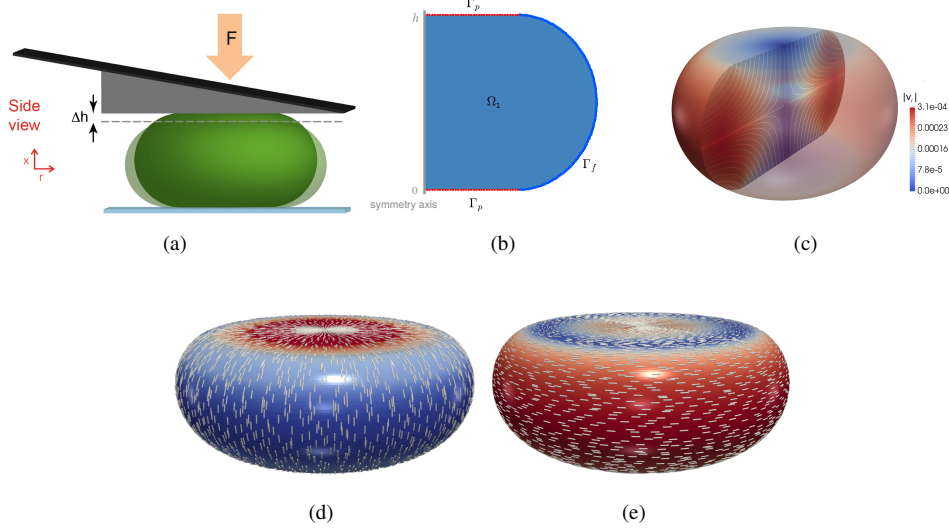 F
Side
view
Δh
x
r
(a)
Γp
h
Ω1
Γf
0
symmetry axis
Γp
(b)
|vr|
3.1e-04
0.00023
0.00016
7.8e-5
0.0e+00
(c)
(d)
(e)